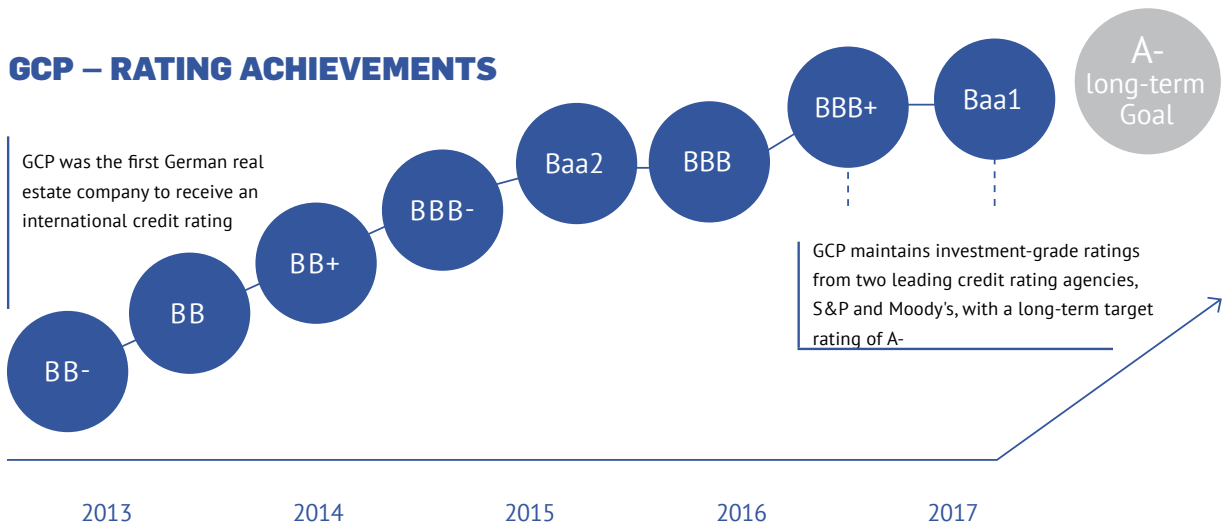 GCP – RATING ACHIEVEMENTS
GCP was the first German real
estate company to receive an
international credit rating
BB-
BB
BB+
BBB-
Baa2
BBB
BBB+
Baa1
A-
long-term
Goal
GCP maintains investment-grade ratings
from two leading credit rating agencies,
S&P and Moody's, with a long-term target
rating of A-
2013
2014
2015
2016
2017